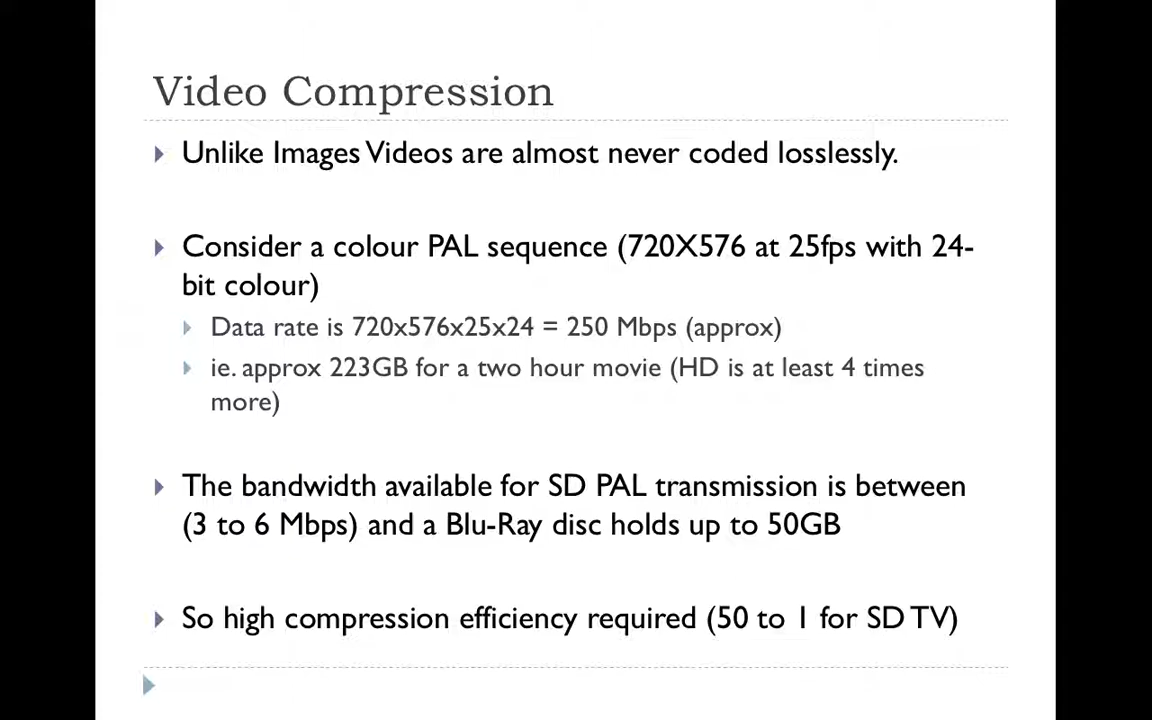 Video Compression
Unlike Images Videos are almost never coded losslessly.
Consider a colour PAL sequence (720X576 at 25fps with 24-
bit colour)
Data rate is 720x576x25x24 = 250 Mbps (approx)
ie. approx 223GB for a two hour movie (HD is at least 4 times
more)
The bandwidth available for SD PAL transmission is between
(3 to 6 Mbps) and a Blu-Ray disc holds up to 50GB
So high compression efficiency required (50 to 1 for SD TV)